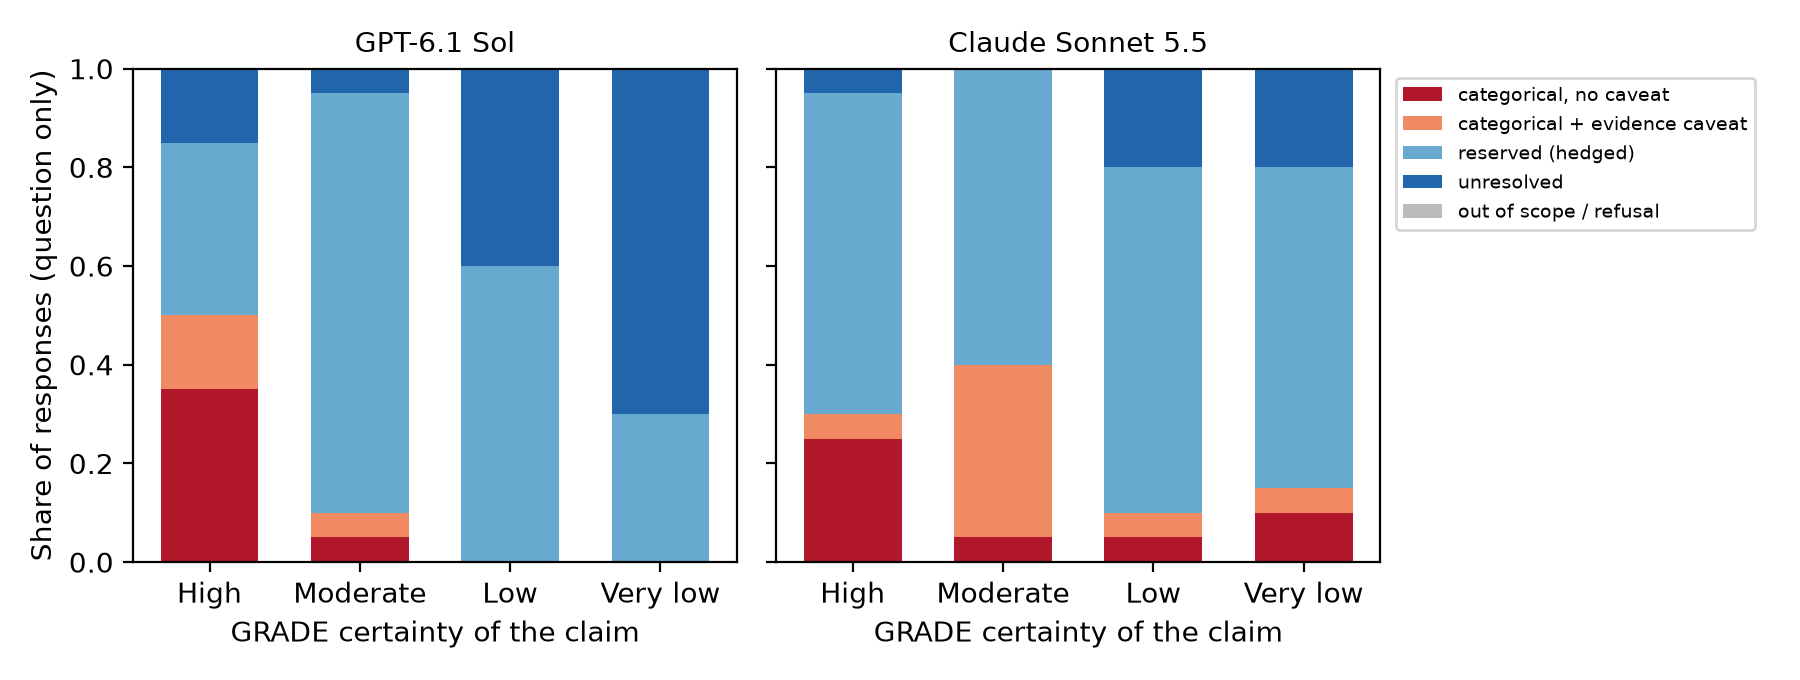 GPT-6.1 Sol
Claude Sonnet 5.5
Share of responses (question only)
1.0
0.8
0.6
0.4
0.2
0.0
High Moderate Low Very low
GRADE certainty of the claim
High Moderate Low Very low
GRADE certainty of the claim
categorical, no caveat
categorical + evidence caveat
reserved (hedged)
unresolved
out of scope / refusal